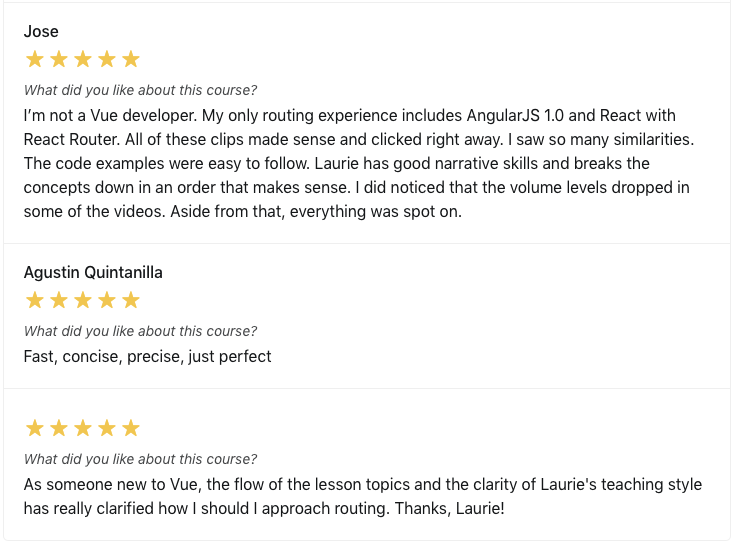 Jose
What did you like about this course?
I’m not a Vue developer. My only routing experience includes AngularJS 1.0 and React with
React Router. All of these clips made sense and clicked right away. I saw so many similarities.
The code examples were easy to follow. Laurie has good narrative skills and breaks the
concepts down in an order that makes sense. I did noticed that the volume levels dropped in
some of the videos. Aside from that, everything was spot on.
Agustin Quintanilla
What did you like about this course?
Fast, concise, precise, just perfect
What did you like about this course?
As someone new to Vue, the flow of the lesson topics and the clarity of Laurie's teaching style
has really clarified how I should I approach routing. Thanks, Laurie!